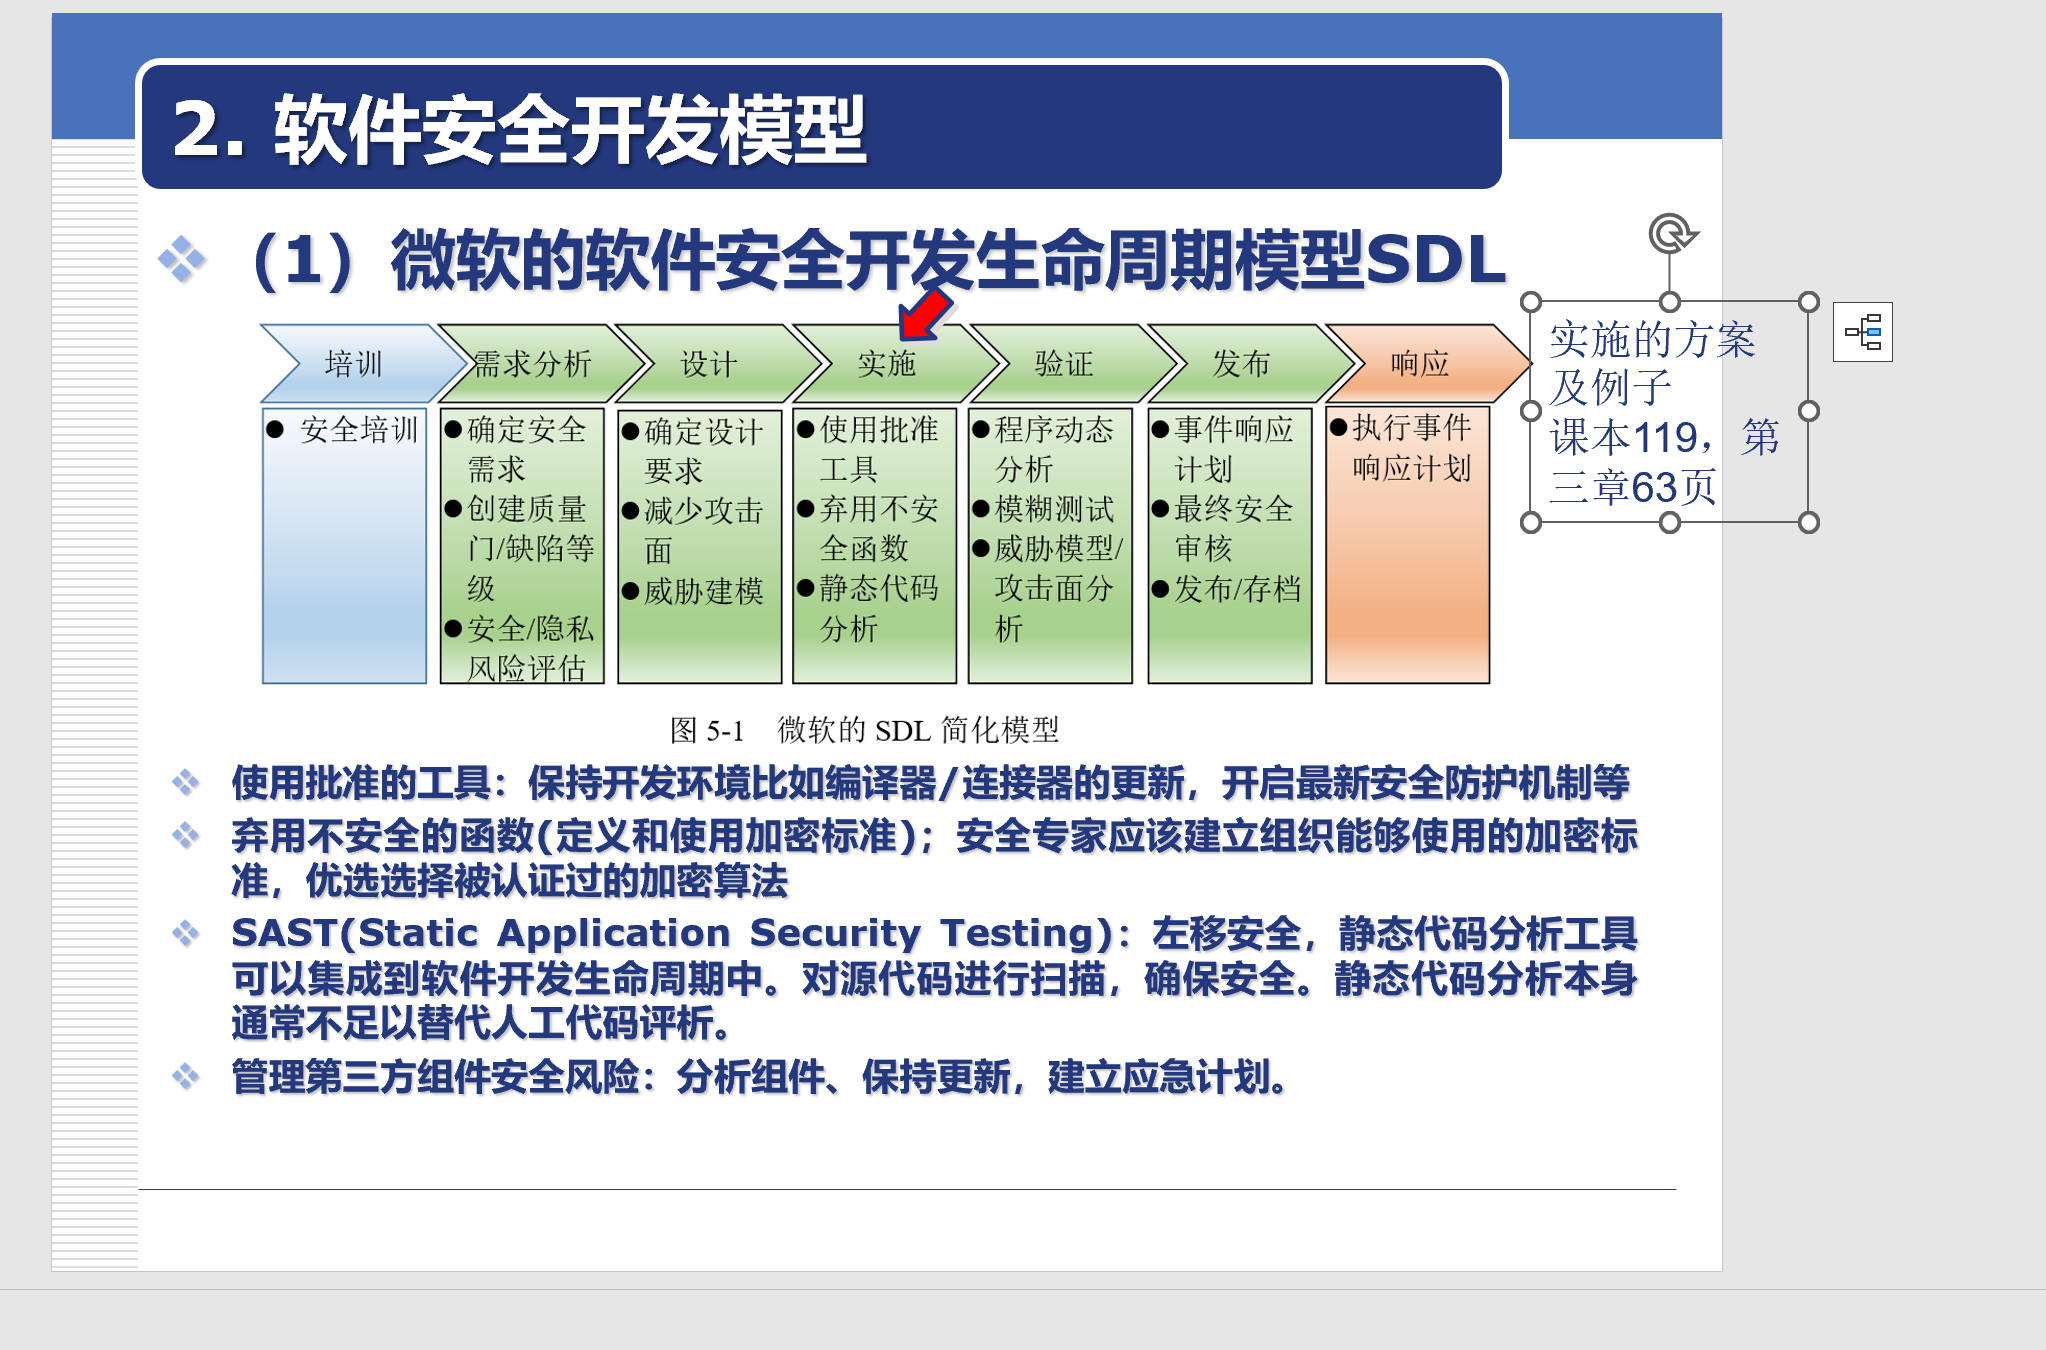 2. 软件安全开发模型
（1）微软的软件安全开发生命周期模型SDL
培训
需求分析
设计
实施
验证
发布
响应
● 安全培训
●确定安全
需求
●创建质量
门/缺陷等
级
●安全/隐私
风险评估
●确定设计
要求
●减少攻击
面
●威胁建模
●使用批准
工具
●弃用不安
全函数
●静态代码
分析
●程序动态
分析
●模糊测试
●威胁模型/
攻击面分
析
●事件响应
计划
●最终安全
审核
●发布/存档
●执行事件
响应计划
实施的方案
及例子
课本119，第
三章63页
图 5-1 微软的 SDL 简化模型
使用批准的工具：保持开发环境比如编译器/连接器的更新，开启最新安全防护机制等
弃用不安全的函数(定义和使用加密标准)；安全专家应该建立组织能够使用的加密标
准，优选选择被认证过的加密算法
SAST(Static Application Security Testing)：左移安全，静态代码分析工具
可以集成到软件开发生命周期中。对源代码进行扫描，确保安全。静态代码分析本身
通常不足以替代人工代码评析。
管理第三方组件安全风险：分析组件、保持更新，建立应急计划。